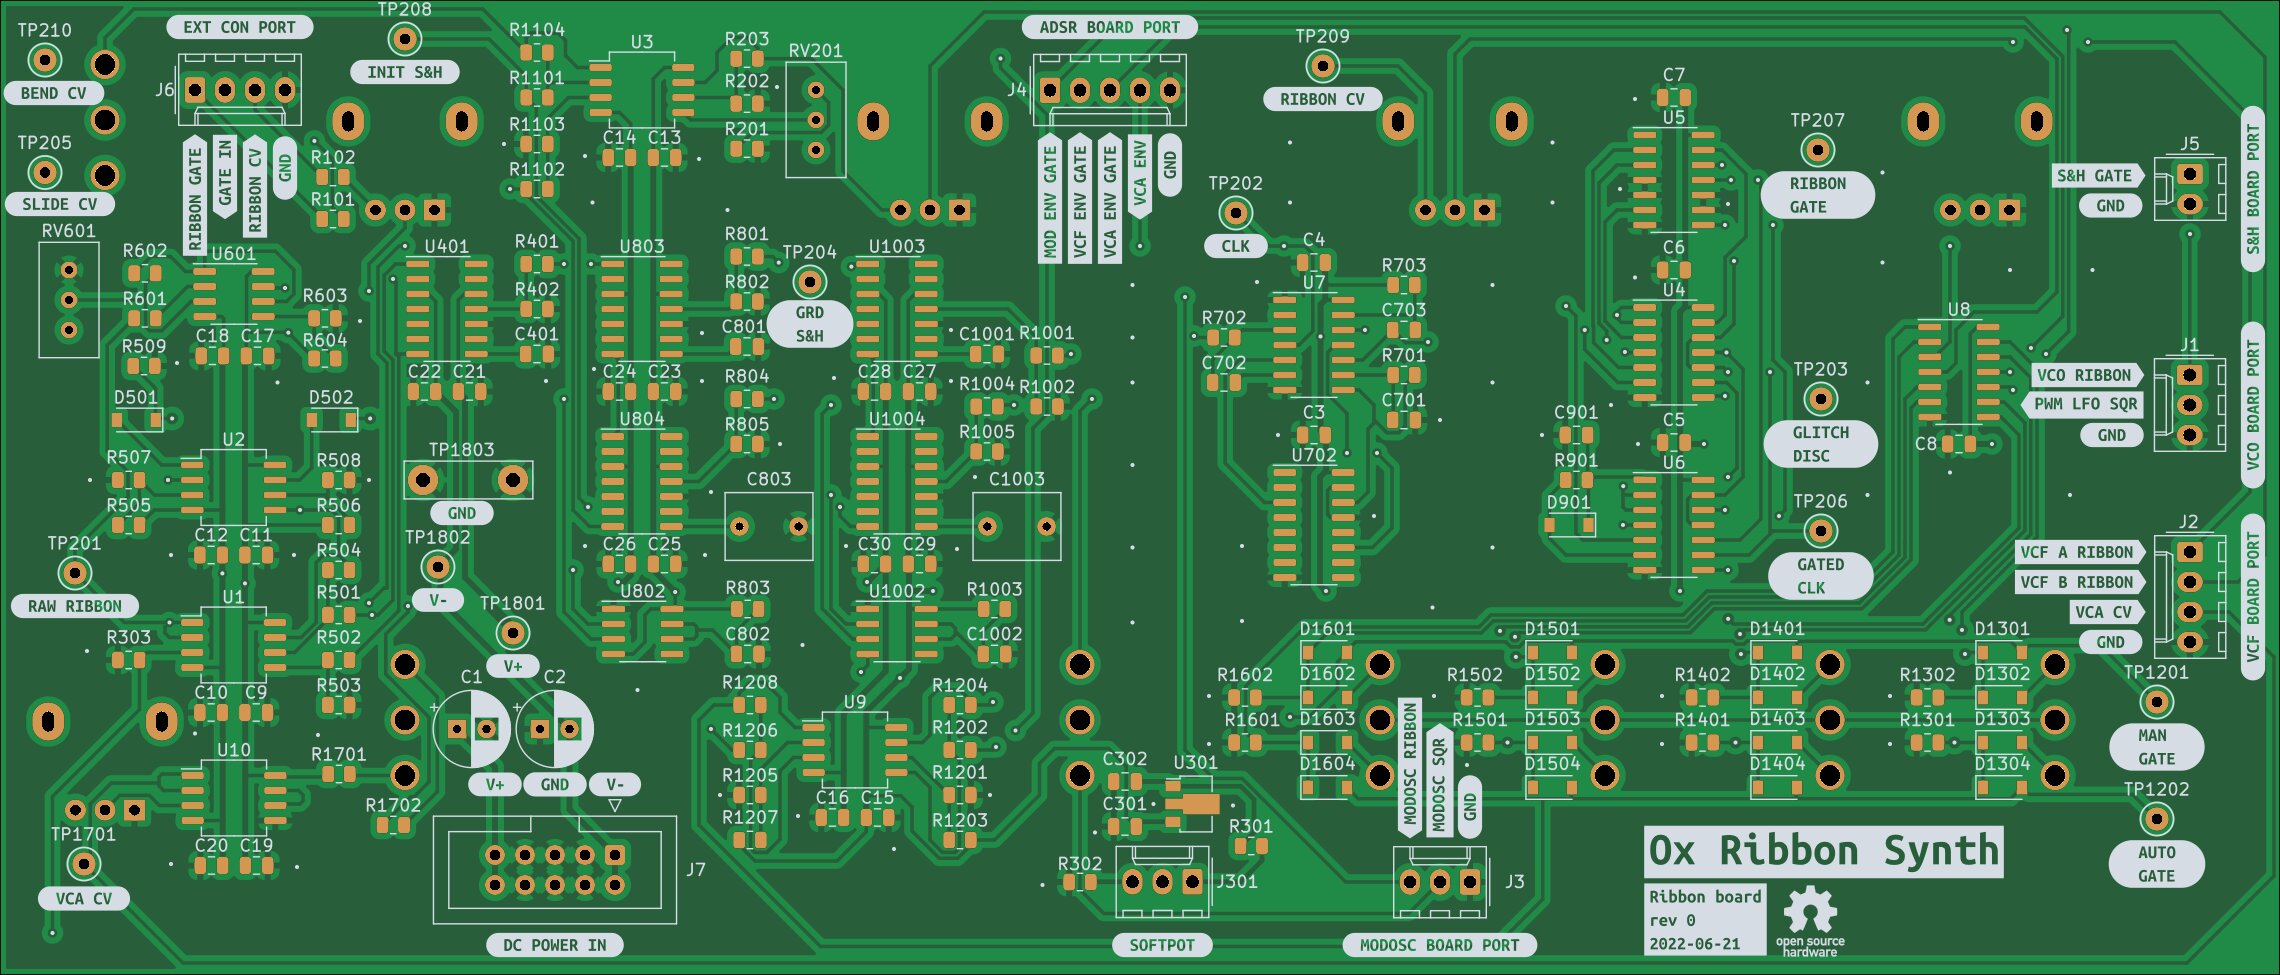 TP210
EXT CON PORT
TP208
R1104
U3
R203
RV201
ADSR BOARD PORT
TP209
BEND CV
J6
INIT S&H
R1101
R202
J4
RIBBON CV
C7
U5
TP207
TP205
R102
R1103
C14
C13
R201
S&H BOARD PORT
J5
RIBBON GATE
GATE IN
RIBBON CV
GND
R1102
MOD ENV GATE
VCF ENV GATE
VCA ENV GATE
VCA ENV
GND
TP202
RIBBON
GATE
S&H GATE
GND
SLIDE CV
R101
RV601
R602
U601
U401
R401
U803
R801
TP204
U1003
CLK
C4
C6
R703
U7
U4
R601
R603
R402
R802
GRD
S&H
R702
C703
U8
R509
C18
C17
R604
C401
C801
C1001
R1001
C702
R701
TP203
J1
VCO RIBBON
PWM LFO SQR
GND
VCO BOARD PORT
D501
D502
C22
C21
C24
C23
R804
C28
C27
R1004
R1002
C701
C3
C901
C5
GLITCH
DISC
C8
U2
TP1803
U804
R805
U1004
R1005
U702
R901
U6
R507
R508
C803
C1003
D901
TP206
R505
R506
GND
J2
TP201
C12
C11
TP1802
C26
C25
C30
C29
GATED
CLK
VCF A RIBBON
VCF B RIBBON
VCA CV
GND
VCF BOARD PORT
R504
RAW RIBBON
U1
R501
V-
TP1801
U802
R803
U1002
R1003
R303
R502
V+
C802
C1002
D1601
D1501
D1401
D1301
TP1201
C10
C9
R503
C1
C2
R1208
R1204
R1602
D1602
R1502
D1502
R1402
D1402
R1302
D1302
U9
R1206
R1202
R1601
D1603
MODOSC RIBBON
MODOSC SQR
GND
R1501
D1503
R1401
D1403
R1301
D1303
MAN
GATE
U10
R1701
V+
GND
V-
R1205
R1201
C302
U301
D1604
D1504
D1404
D1304
TP1202
TP1701
R1702
C16
C15
C301
R1207
R1203
R301
Ox Ribbon Synth
AUTO
GATE
C20
C19
J7
R302
J301
J3
VCA CV
Ribbon board
rev 0
2022-06-21
DC POWER IN
SOFTPOT
MODOSC BOARD PORT
open source
hardware